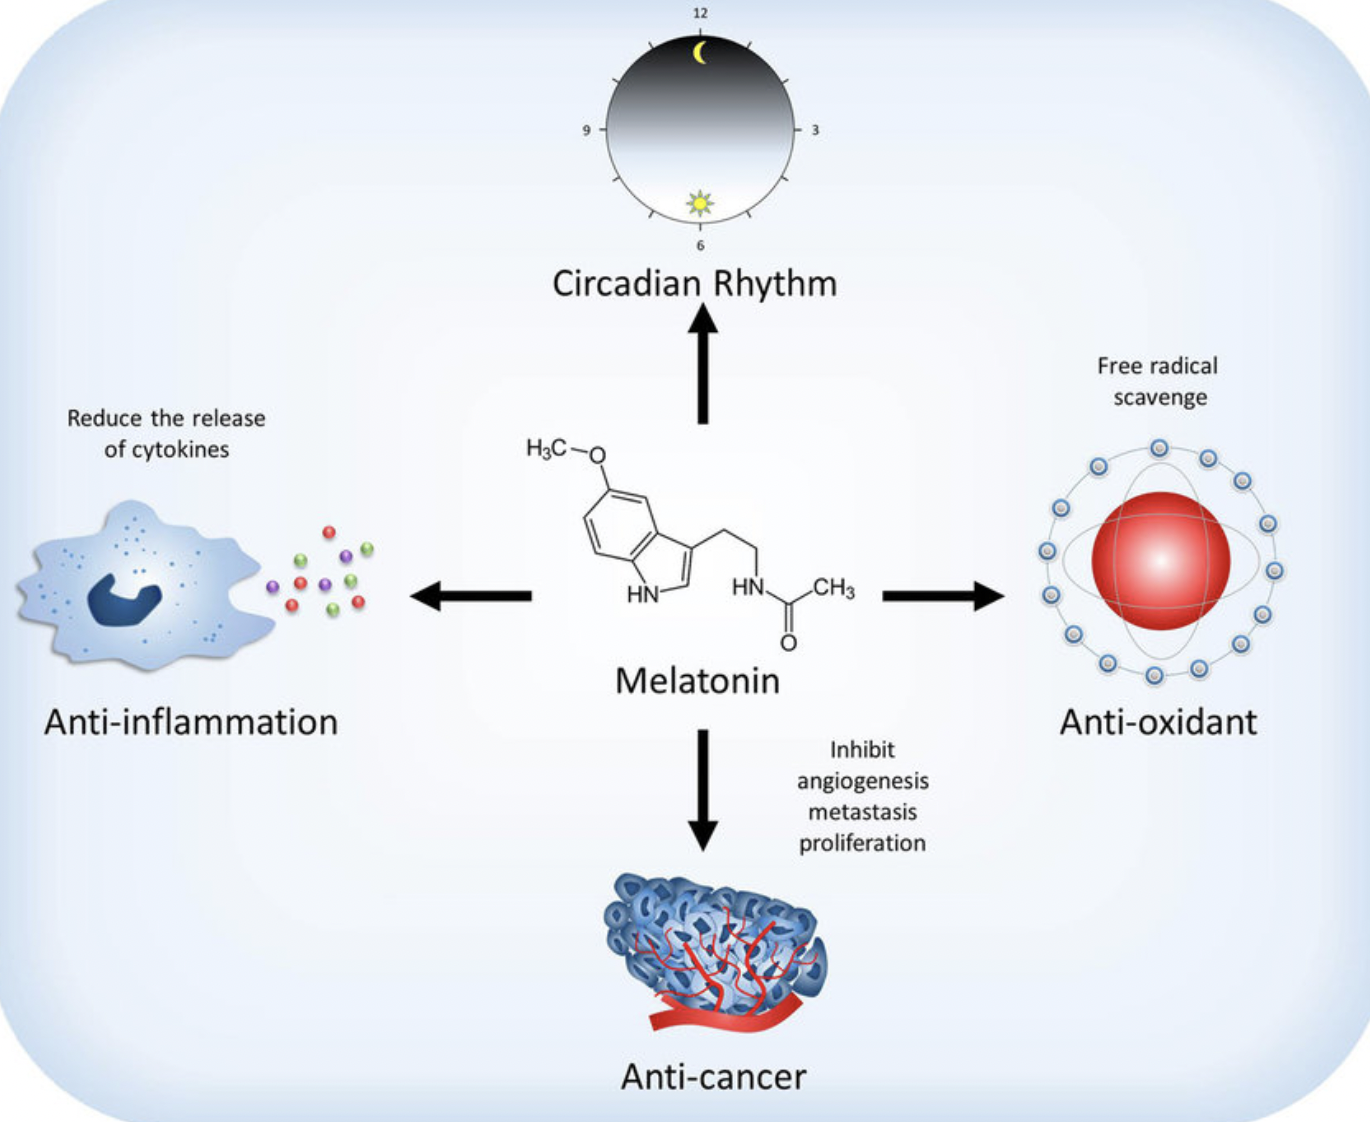 12
9
3
6
Circadian Rhythm
Free radical
scavenge
Reduce the release
of cytokines
H₃C
O
HN
HN
CH₃
O
Melatonin
Anti-inflammation
Anti-oxidant
Inhibit
angiogenesis
metastasis
proliferation
Anti-cancer